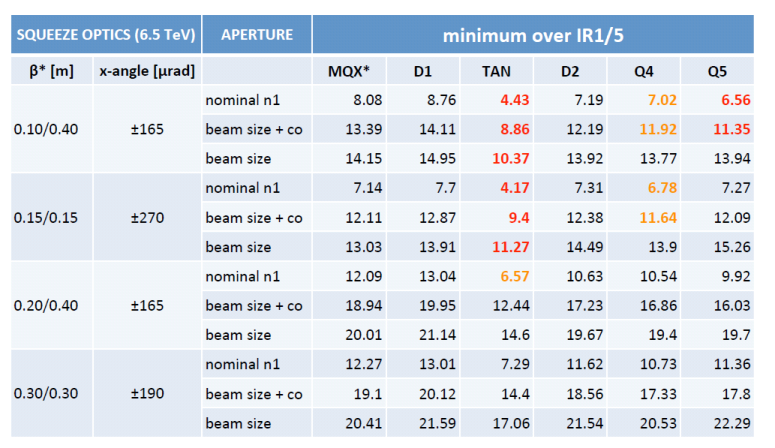 SQUEEZE OPTICS (6.5 TeV) APERTURE minimum over IR1/5
β* [m] x-angle [μrad] MQX* D1 TAN D2 Q4 Q5
nominal n1 8.08 8.76 4.43 7.19 7.02 6.56
0.10/0.40 ±165 beam size + co 13.39 14.11 8.86 12.19 11.92 11.35
beam size 14.15 14.95 10.37 13.92 13.77 13.94
nominal n1 7.14 7.7 4.17 7.31 6.78 7.27
0.15/0.15 ±270 beam size + co 12.11 12.87 9.4 12.38 11.64 12.09
beam size 13.03 13.91 11.27 14.49 13.9 15.26
nominal n1 12.09 13.04 6.57 10.63 10.54 9.92
0.20/0.40 ±165 beam size + co 18.94 19.95 12.44 17.23 16.86 16.03
beam size 20.01 21.14 14.6 19.67 19.4 19.7
nominal n1 12.27 13.01 7.29 11.62 10.73 11.36
0.30/0.30 ±190 beam size + co 19.1 20.12 14.4 18.56 17.33 17.8
beam size 20.41 21.59 17.06 21.54 20.53 22.29